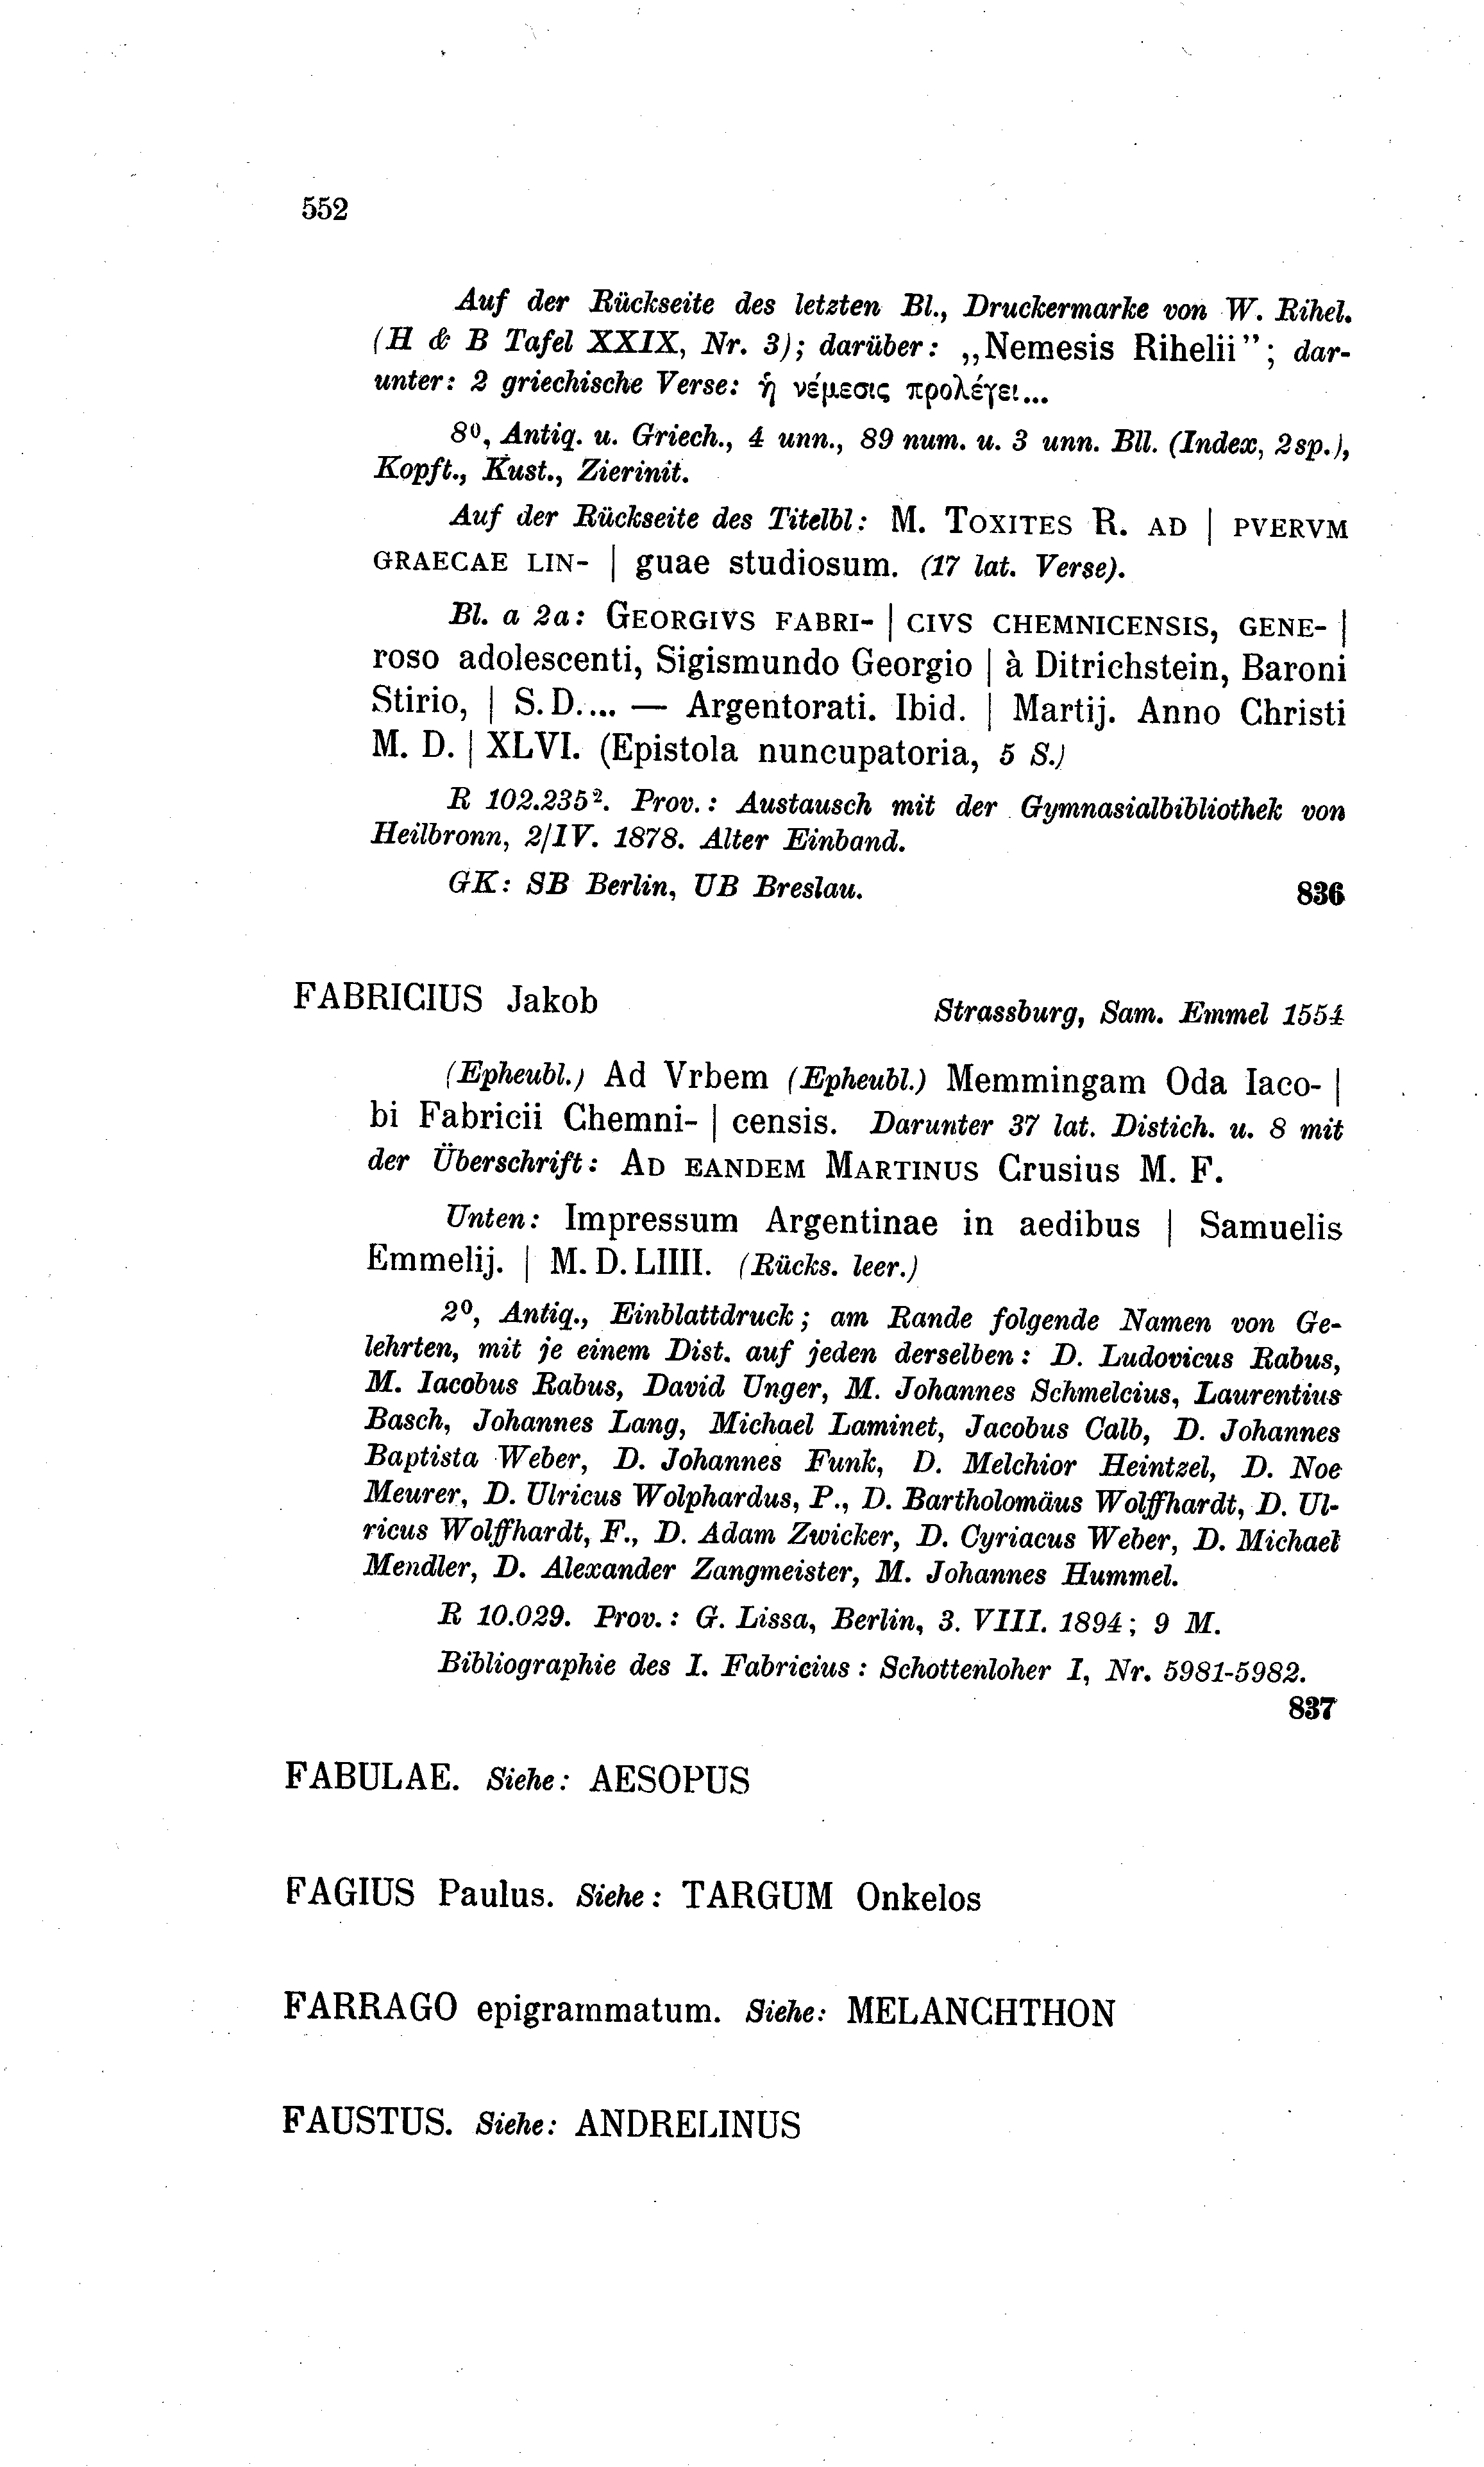 552
Auf der Rückseite des letzten Bl., Druckermarke von W. Rihel.
(H & B Tafel XXIX, Nr. 3); darüber: „Nemesis Rihelii"; dar-
unter: 2 griechische Verse: ἡ νέμεσις προλέγει...
8⁰, Antiq. u. Griech., 4 unn., 89 num. u. 3 unn. Bll. (Index, 2sp.),
Kopft., Kust., Zierinit.
Auf der Rückseite des Titelbl: M. TOXITES R. AD | PVERVM
GRAECAE LIN- | guae studiosum. (17 lat. Verse).
Bl. a 2a: GEORGIVS FABRI- | CIVS CHEMNICENSIS, GENE- |
roso adolescenti, Sigismundo Georgio | à Ditrichstein, Baroni
Stirio, | S. D.... — Argentorati. Ibid. | Martij. Anno Christi
M. D. | XLVI. (Epistola nuncupatoria, 5 S.)
R 102.235². Prov.: Austausch mit der Gymnasialbibliothek von
Heilbronn, 2/IV. 1878. Alter Einband.
GK: SB Berlin, UB Breslau. 836
FABRICIUS Jakob Strassburg, Sam. Emmel 1554
(Epheubl.) Ad Vrbem (Epheubl.) Memmingam Oda Iaco- |
bi Fabricii Chemni- | censis. Darunter 37 lat. Distich. u. 8 mit
der Überschrift: AD EANDEM MARTINUS Crusius M. F.
Unten: Impressum Argentinae in aedibus | Samuelis
Emmelij. | M. D. LIIII. (Rücks. leer.)
2⁰, Antiq., Einblattdruck; am Rande folgende Namen von Ge-
lehrten, mit je einem Dist. auf jeden derselben: D. Ludovicus Rabus,
M. Iacobus Rabus, David Unger, M. Johannes Schmelcius, Laurentius
Basch, Johannes Lang, Michael Laminet, Jacobus Calb, D. Johannes
Baptista Weber, D. Johannes Funk, D. Melchior Heintzel, D. Noe
Meurer, D. Ulricus Wolphardus, P., D. Bartholomäus Wolffhardt, D. Ul-
ricus Wolffhardt, F., D. Adam Zwicker, D. Cyriacus Weber, D. Michael
Mendler, D. Alexander Zangmeister, M. Johannes Hummel.
R 10.029. Prov.: G. Lissa, Berlin, 3. VIII. 1894; 9 M.
Bibliographie des I. Fabricius: Schottenloher I, Nr. 5981-5982.
837
FABULAE. Siehe: AESOPUS
FAGIUS Paulus. Siehe: TARGUM Onkelos
FARRAGO epigrammatum. Siehe: MELANCHTHON
FAUSTUS. Siehe: ANDRELINUS